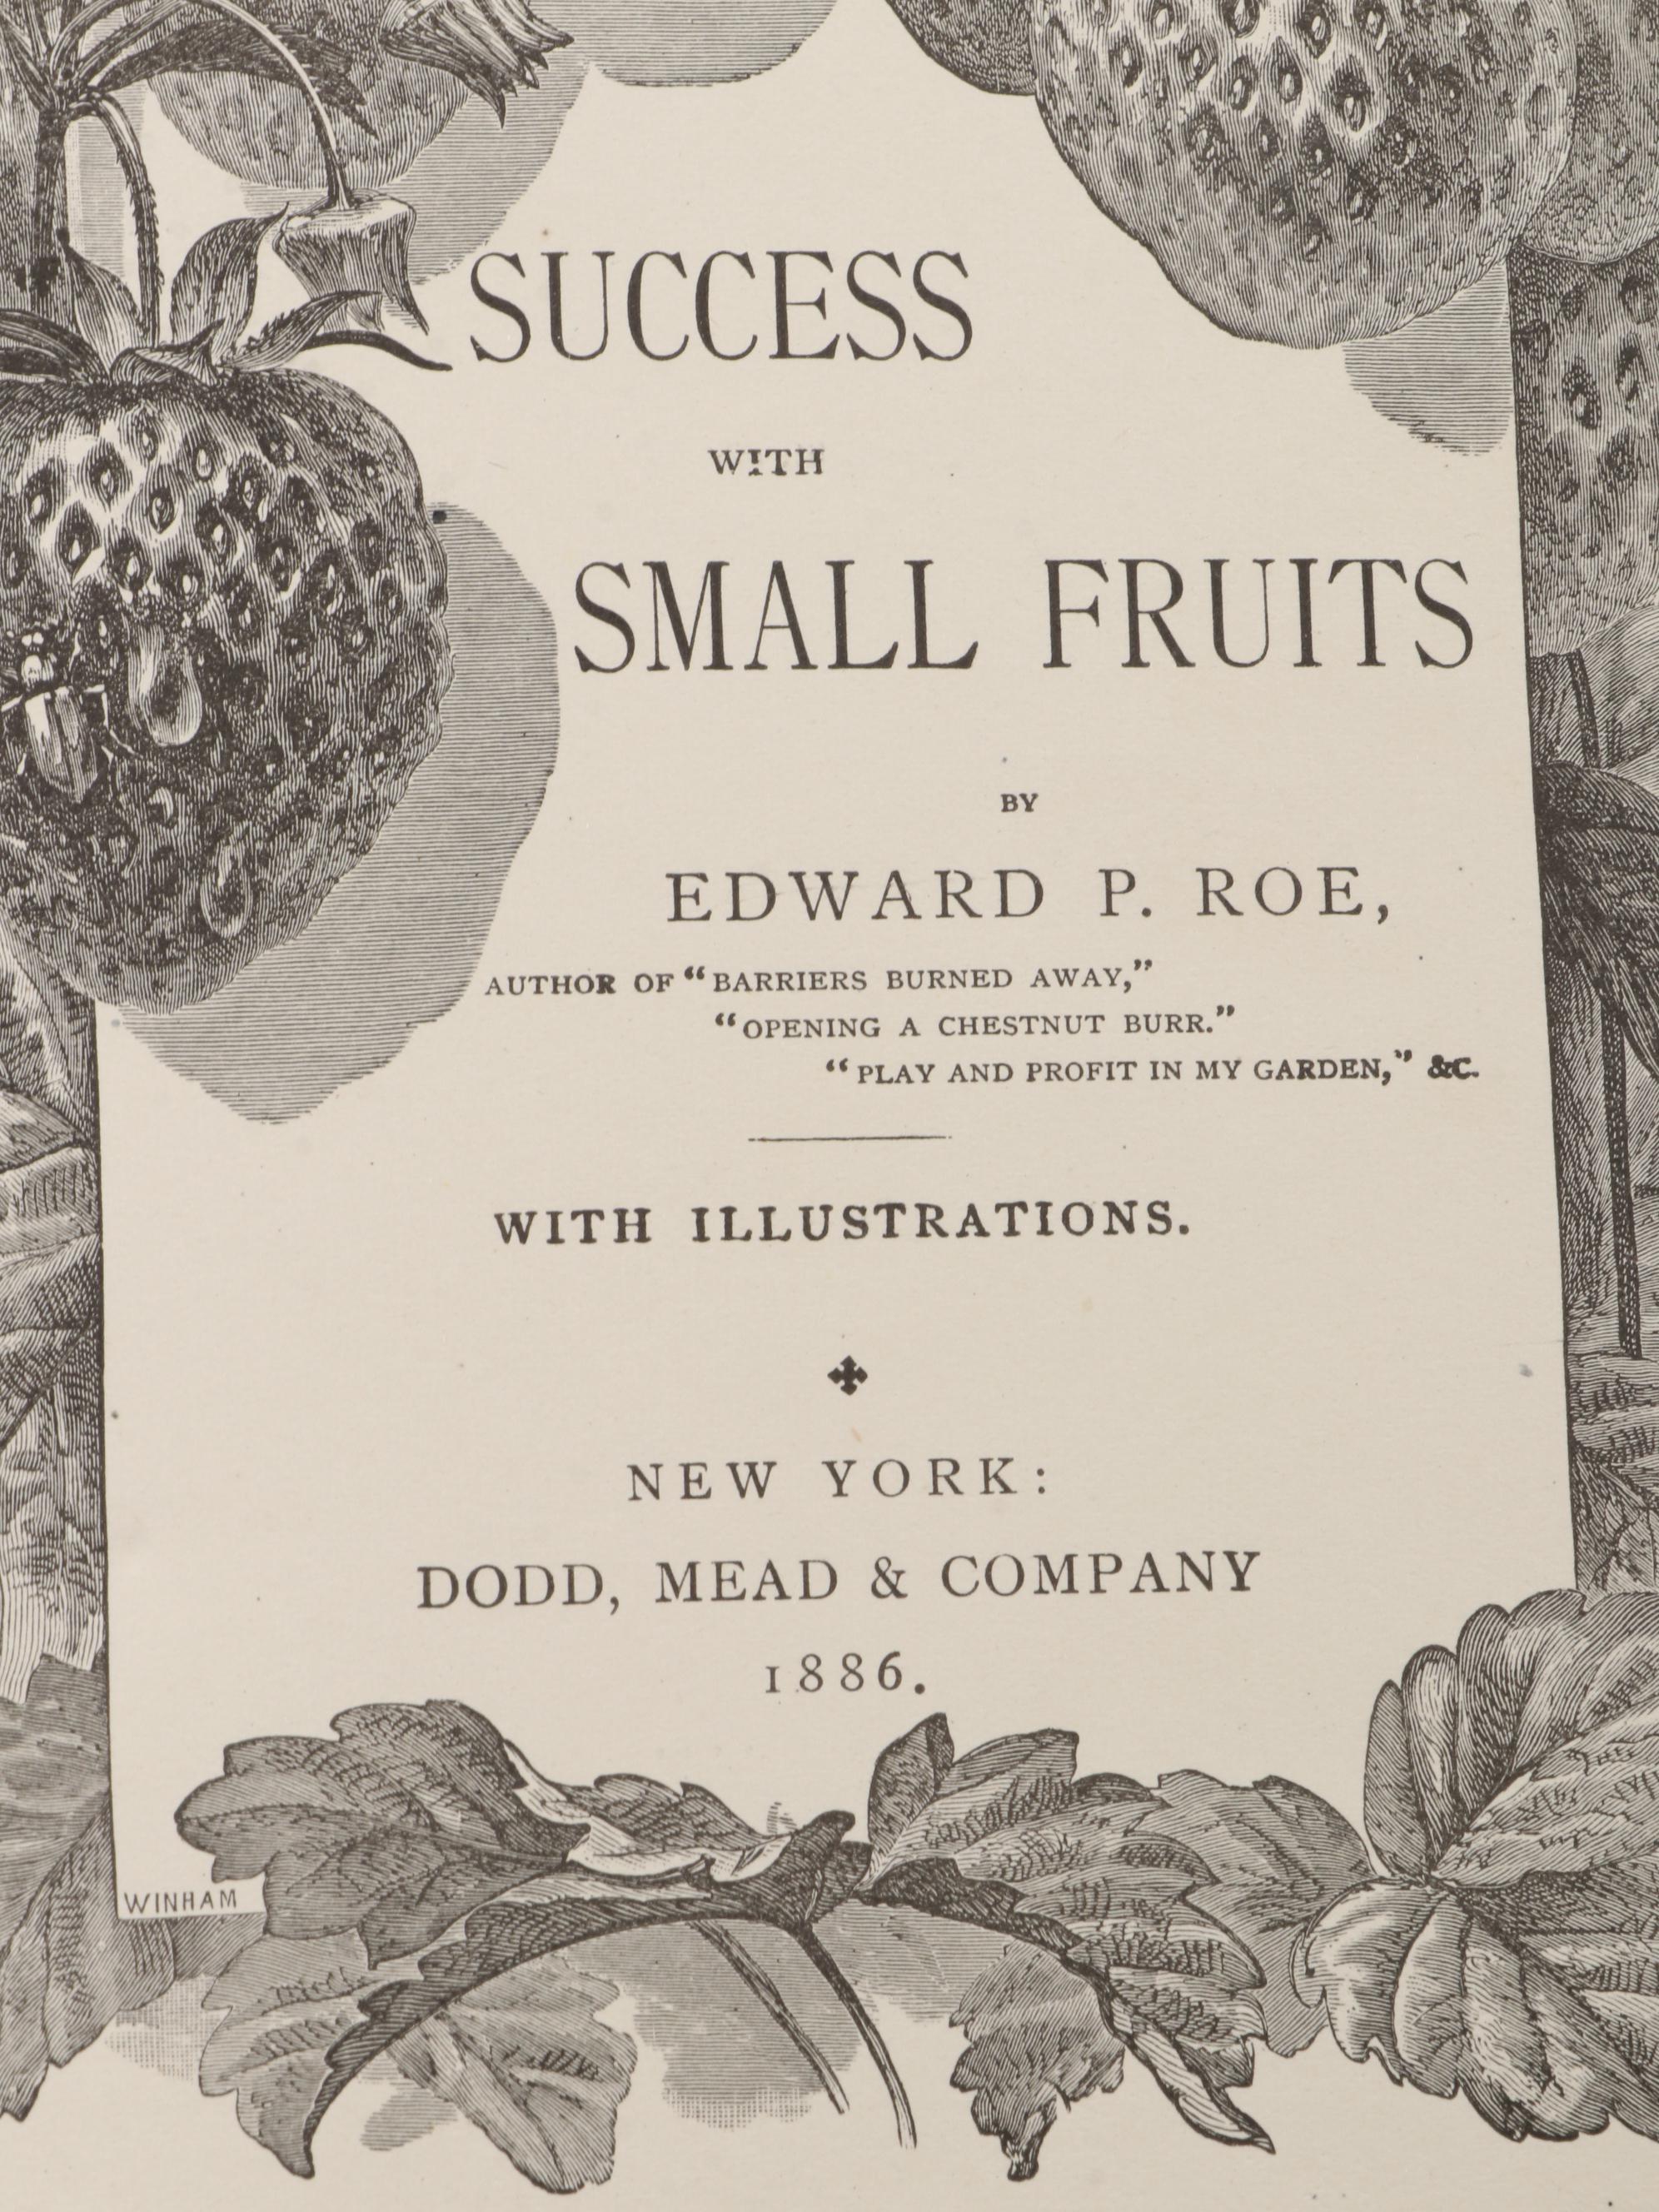 SUCCESS
WITH
SMALL FRUITS
BY
EDWARD P. ROE,
AUTHOR OF “BARRIERS BURNED AWAY,”
“OPENING A CHESTNUT BURR.”
“PLAY AND PROFIT IN MY GARDEN,” &C.
WITH ILLUSTRATIONS.
NEW YORK:
DODD, MEAD & COMPANY
1886.
WINHAM